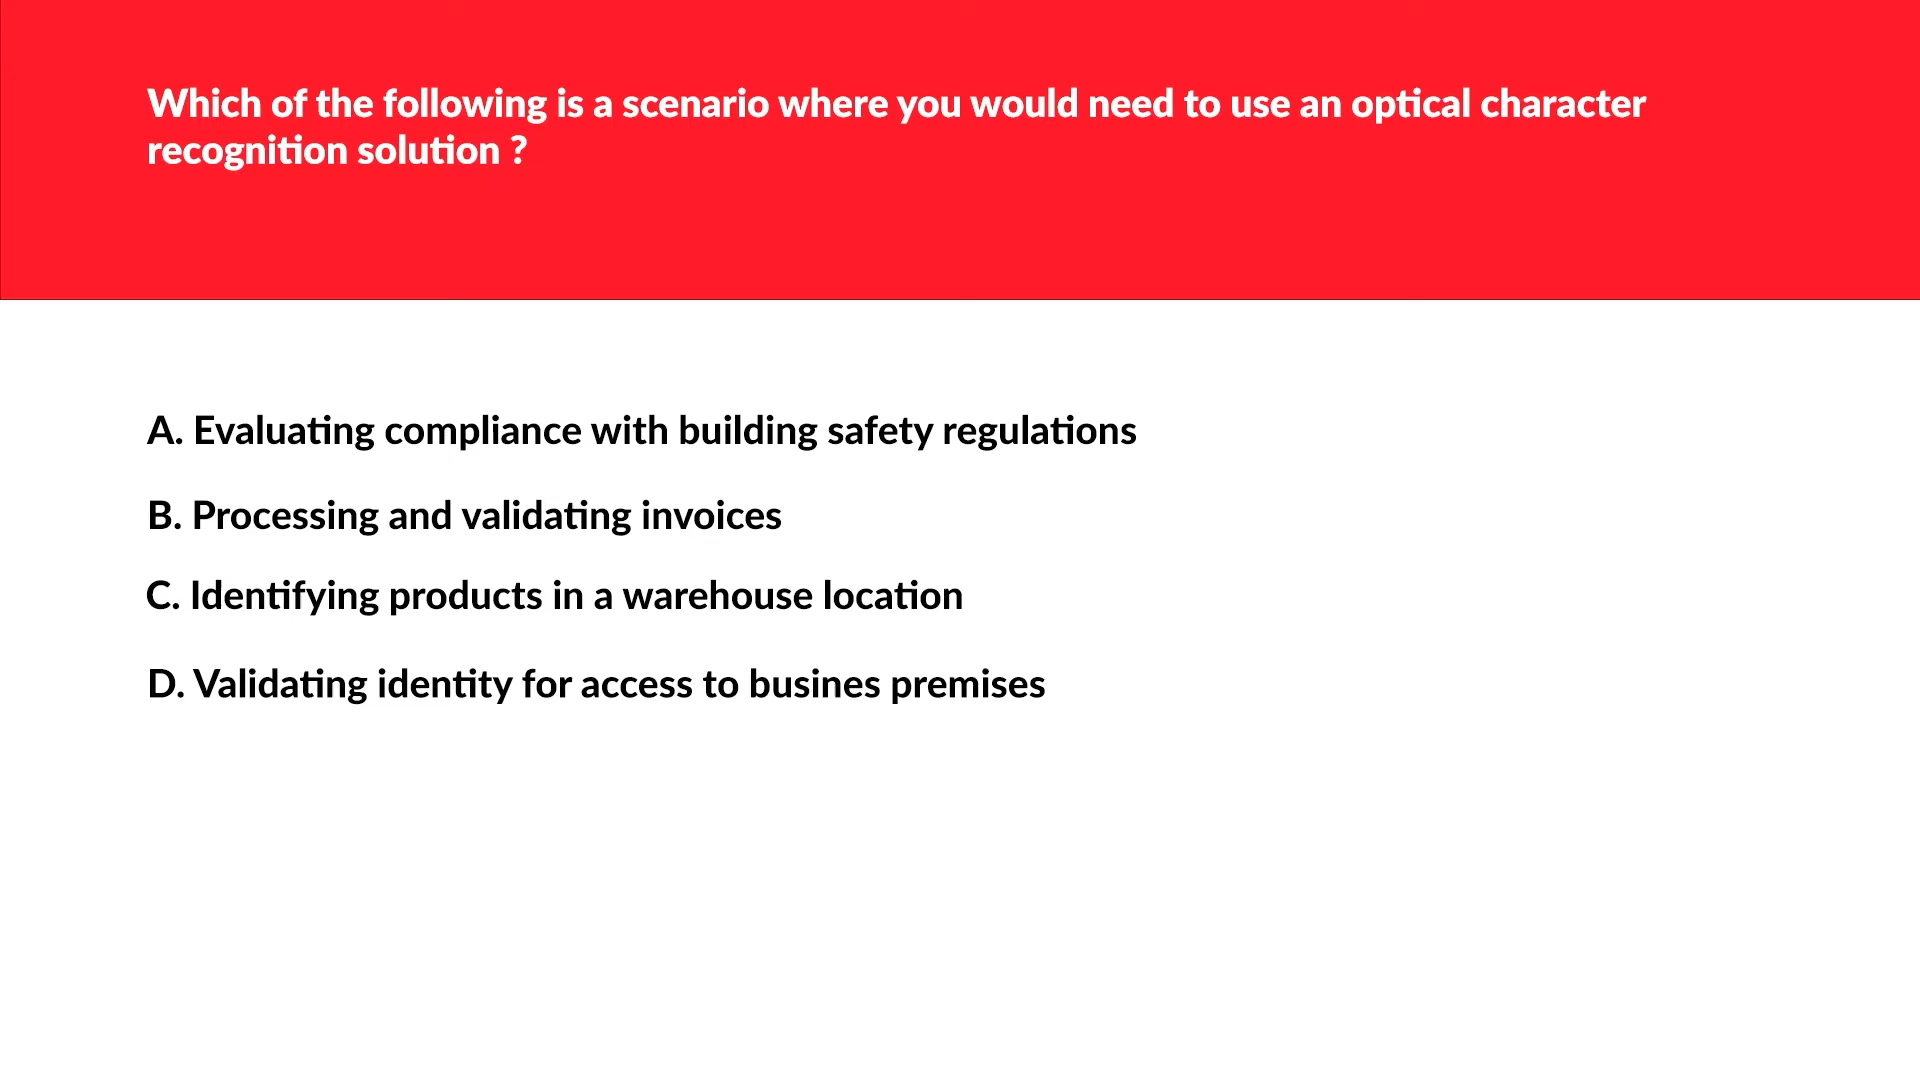 Which of the following is a scenario where you would need to use an optical character
recognition solution ?
A. Evaluating compliance with building safety regulations
B. Processing and validating invoices
C. Identifying products in a warehouse location
D. Validating identity for access to busines premises